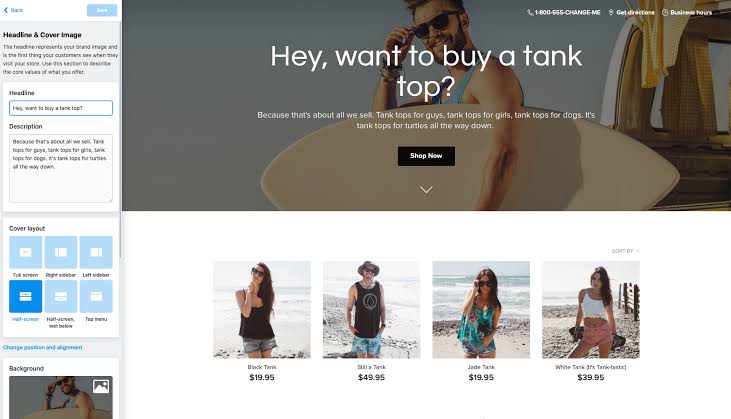 Back
Save
Headline & Cover Image
The headline represents your brand image and
is the first thing your customers see when they
visit your store. Use this section to describe
the core values of what you offer.
Headline
Hey, want to buy a tank top?
Description
Because that's about all we sell. Tank
tops for guys, tank tops for girls, tank
tops for dogs. It's tank tops for turtles
all the way down.
Cover layout
Full screen
Right sidebar
Left sidebar
Half-screen
Half-screen,
text below
Top menu
Change position and alignment
Background
1-800-555-CHANGE-ME
Get directions
Business hours
Hey, want to buy a tank
top?
Because that's about all we sell. Tank tops for guys, tank tops for girls, tank tops for dogs. It's
tank tops for turtles all the way down.
Shop Now
SORT BY
Black Tank
$19.95
Still a Tank
$49.95
Jade Tank
$19.95
White Tank (It's Tank-tastic)
$39.95